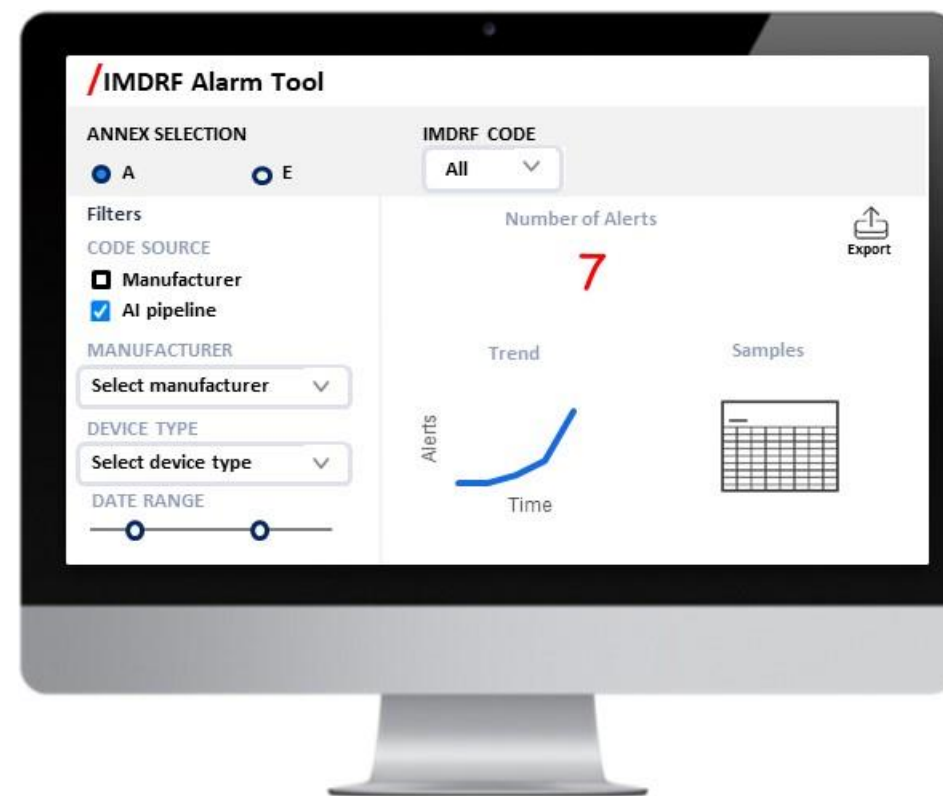 /IMDRF Alarm Tool
ANNEX SELECTION
A
E
IMDRF CODE
All
Filters
CODE SOURCE
Manufacturer
AI pipeline
MANUFACTURER
Select manufacturer
DEVICE TYPE
Select device type
DATE RANGE
Number of Alerts
7
Export
Trend
Alerts
Time
Samples